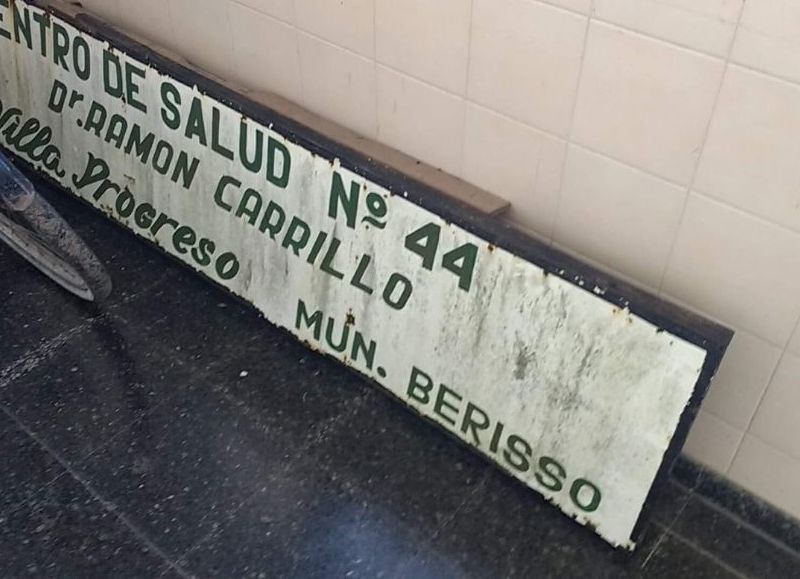 ENTRO DE SALUD Nº 44
Dr. RAMON CARRILLO
Villa Progreso
MUN. BERISSO